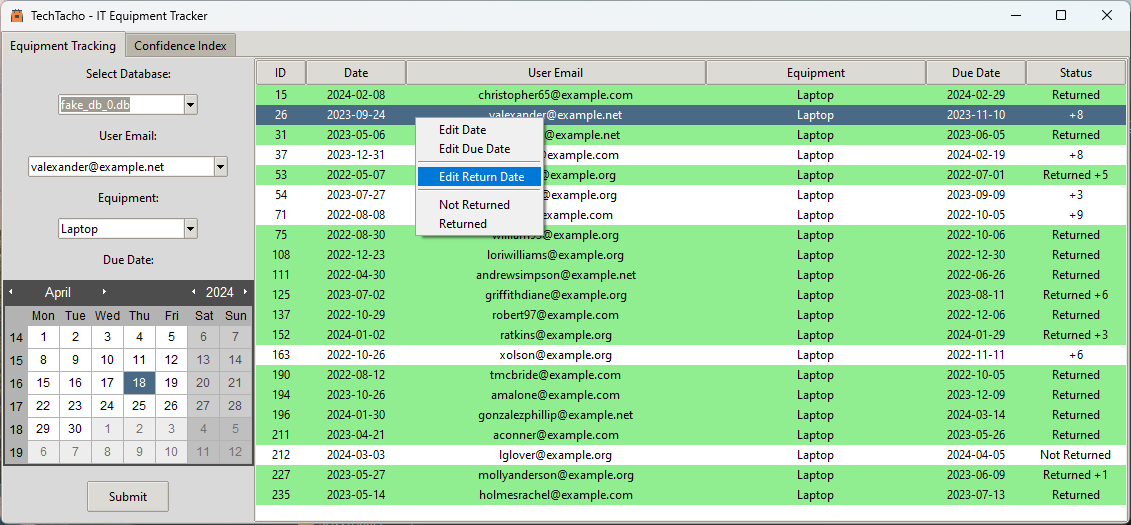 TechTacho - IT Equipment Tracker
Equipment Tracking Confidence Index
Select Database:
fake_db_0.db
User Email:
valexander@example.net
Equipment:
Laptop
Due Date:
April 2024
Mon Tue Wed Thu Fri Sat Sun
14 1 2 3 4 5 6 7
15 8 9 10 11 12 13 14
16 15 16 17 18 19 20 21
17 22 23 24 25 26 27 28
18 29 30 1 2 3 4 5
19 6 7 8 9 10 11 12
Submit
ID Date User Email Equipment Due Date Status
15 2024-02-08 christopher65@example.com Laptop 2024-02-29 Returned
26 2023-09-24 valexander@example.net Laptop 2023-11-10 +8
31 2023-05-06 @example.net Laptop 2023-06-05 Returned
37 2023-12-31 @example.com Laptop 2024-02-19 +8
53 2022-05-07 example.org Laptop 2022-07-01 Returned +5
54 2023-07-27 @example.org Laptop 2023-09-09 +3
71 2022-08-08 example.com Laptop 2022-10-05 +9
75 2022-08-30 @example.org Laptop 2022-10-06 Returned
108 2022-12-23 loriwilliams@example.org Laptop 2022-12-30 Returned
111 2022-04-30 andrewsimpson@example.net Laptop 2022-06-26 Returned
125 2023-07-02 griffithdiane@example.org Laptop 2023-08-11 Returned +6
137 2022-10-29 robert97@example.com Laptop 2022-12-06 Returned
152 2024-01-02 ratkins@example.org Laptop 2024-01-29 Returned +3
163 2022-10-26 xolson@example.org Laptop 2022-11-11 +6
190 2022-08-12 tmcbride@example.com Laptop 2022-10-05 Returned
194 2023-10-26 amalone@example.com Laptop 2023-12-09 Returned
196 2024-01-30 gonzalezphillip@example.net Laptop 2024-03-14 Returned
211 2023-04-21 aconner@example.com Laptop 2023-05-26 Returned
212 2024-03-03 lglover@example.com Laptop 2024-04-05 Not Returned
227 2023-05-27 mollyanderson@example.org Laptop 2023-06-09 Returned +1
235 2023-05-14 holmesrachel@example.com Laptop 2023-07-13 Returned
Edit Date
Edit Due Date
Edit Return Date
Not Returned
Returned